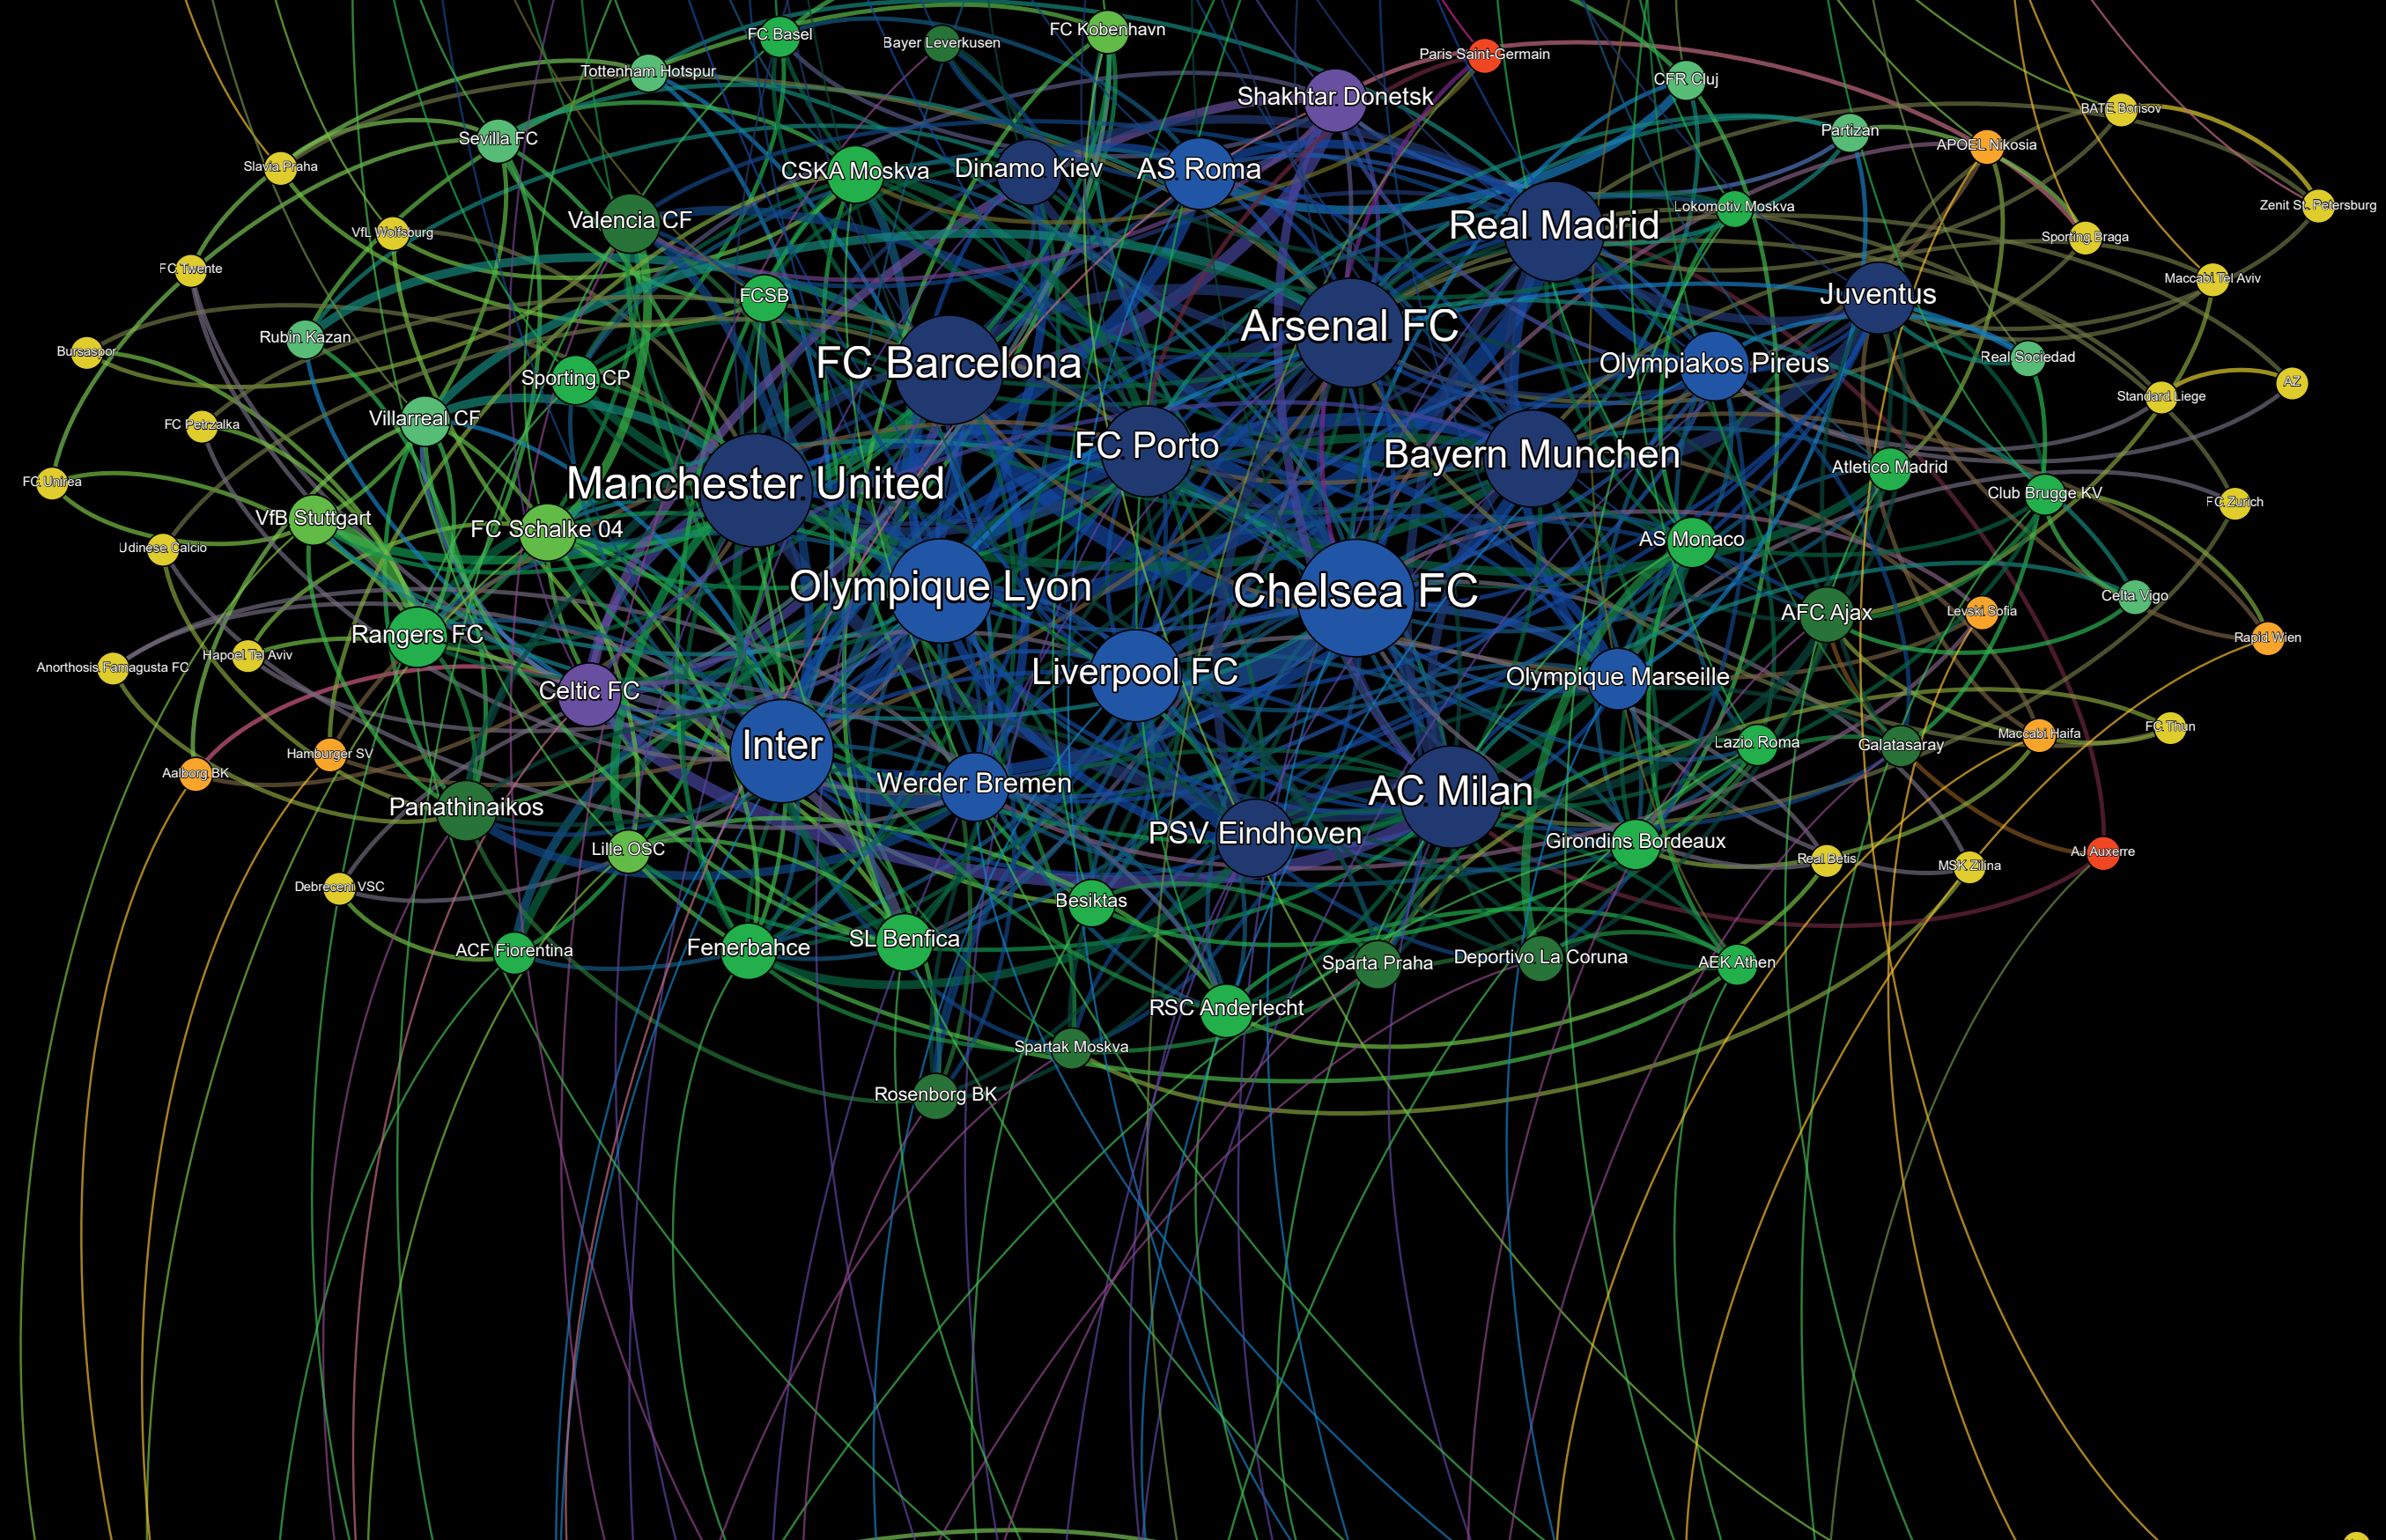 FC Basel
Bayer Leverkusen
FC Kobenhavn
Paris Saint-Germain
Tottenham Hotspur
Shakhtar Donetsk
CFR Cluj
BATE Borisov
Sevilla FC
Partizan
APOEL Nikosia
Slavia Praha
CSKA Moskva
Dinamo Kiev
AS Roma
Valencia CF
Real Madrid
Lokomotiv Moskva
Zenit St. Petersburg
VfL Wolfsburg
Sporting Braga
FC Twente
Maccabi Tel Aviv
FCSB
Juventus
Arsenal FC
Rubin Kazan
Bursaspor
FC Barcelona
Olympiakos Pireus
Real Sociedad
Sporting CP
AZ
Standard Liege
Villarreal CF
FC Petrzalka
FC Porto
Bayern Munchen
Atletico Madrid
FC Unirea
Manchester United
Club Brugge KV
FC Zurich
VfB Stuttgart
FC Schalke 04
AS Monaco
Udinese Calcio
Olympique Lyon
Chelsea FC
Celta Vigo
AFC Ajax
Levski Sofia
Rangers FC
Rapid Wien
Hapoel Tel Aviv
Anorthosis Famagusta FC
Liverpool FC
Olympique Marseille
Celtic FC
FC Thun
Maccabi Haifa
Inter
Lazio Roma
Galatasaray
Hamburger SV
Aalborg BK
Werder Bremen
AC Milan
Panathinaikos
PSV Eindhoven
Girondins Bordeaux
Lille OSC
AJ Auxerre
Real Betis
MSK Zilina
Debreceni VSC
Besiktas
SL Benfica
Fenerbahce
ACF Fiorentina
Deportivo La Coruna
Sparta Praha
AEK Athen
RSC Anderlecht
Spartak Moskva
Rosenborg BK